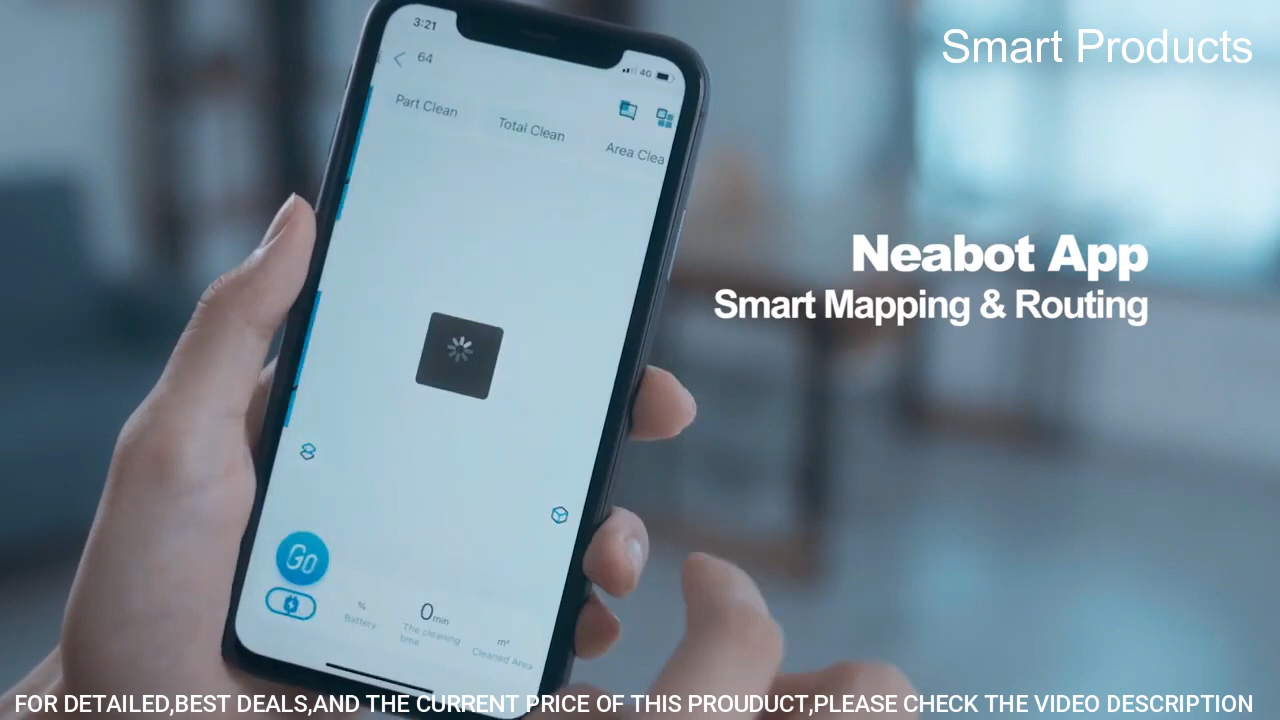 Smart Products
3:21
4G
64
Part Clean
Total Clean
Area Clea
Neabot App
Smart Mapping & Routing
Go
%
Battery
0min
The cleaning
time
m²
Cleaned Area
FOR DETAILED,BEST DEALS,AND THE CURRENT PRICE OF THIS PROUDUCT,PLEASE CHECK THE VIDEO DESCRIPTION